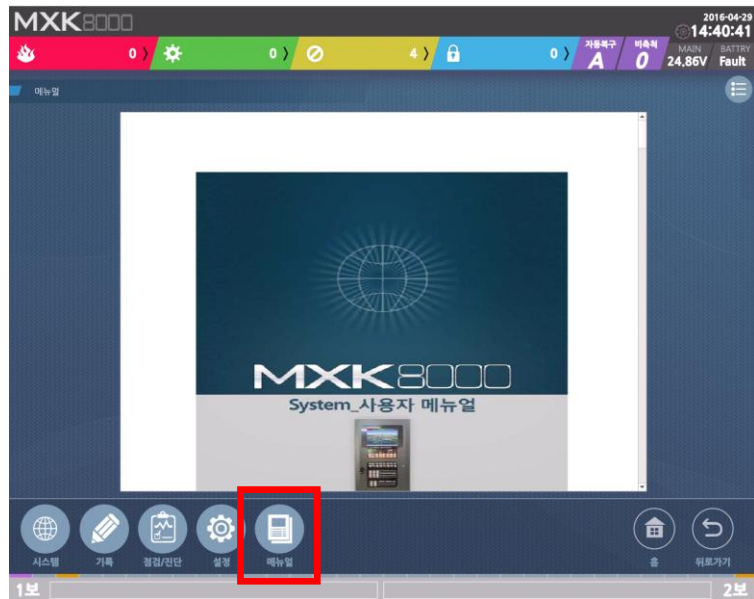 MXK8000
2016-04-29
14:40:41
0 〉
0 〉
4 〉
0 〉
자동복구
A
비축적
0
MAIN
24.86V
BATTRY
Fault
메뉴얼
MXK8000
System_사용자 메뉴얼
시스템
기록
점검/진단
설정
메뉴얼
홈
뒤로가기
1보
2보